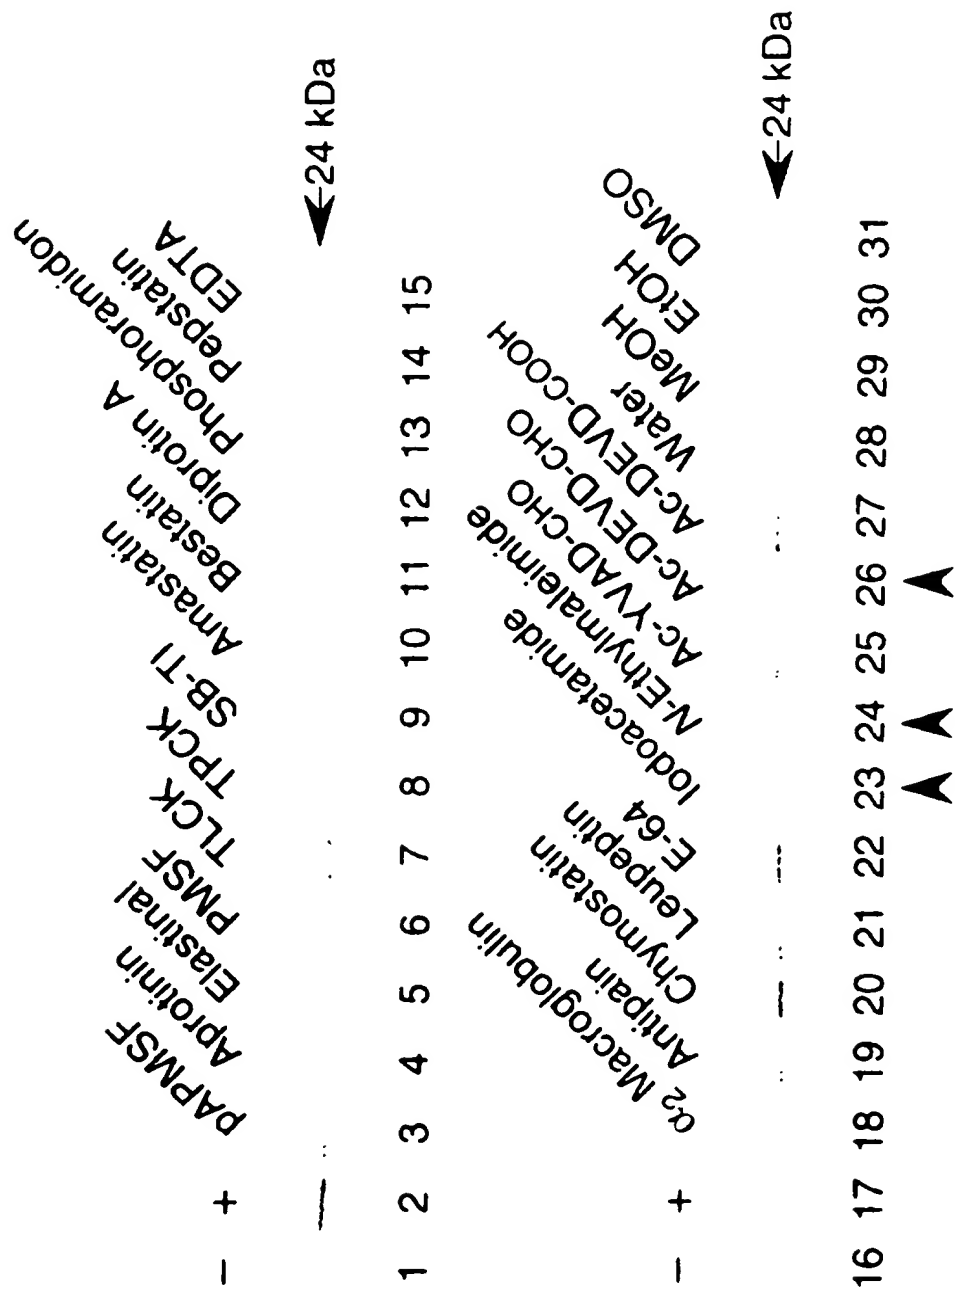 − + pAPMSF Aprotinin Elastinal PMSF TLCK TPCK SB-TI Amastatin Bestatin Diprotin A Phosphoramidon Pepstatin EDTA
24 kDa
1 2 3 4 5 6 7 8 9 10 11 12 13 14 15
− + α2 Macroglobulin Antipain Chymostatin Leupeptin E-64 Iodoacetamide N-Ethylmaleimide Ac-YVAD-CHO Ac-DEVD-CHO Ac-DEVD-COOH Water MeOH EtOH DMSO
24 kDa
16 17 18 19 20 21 22 23 24 25 26 27 28 29 30 31